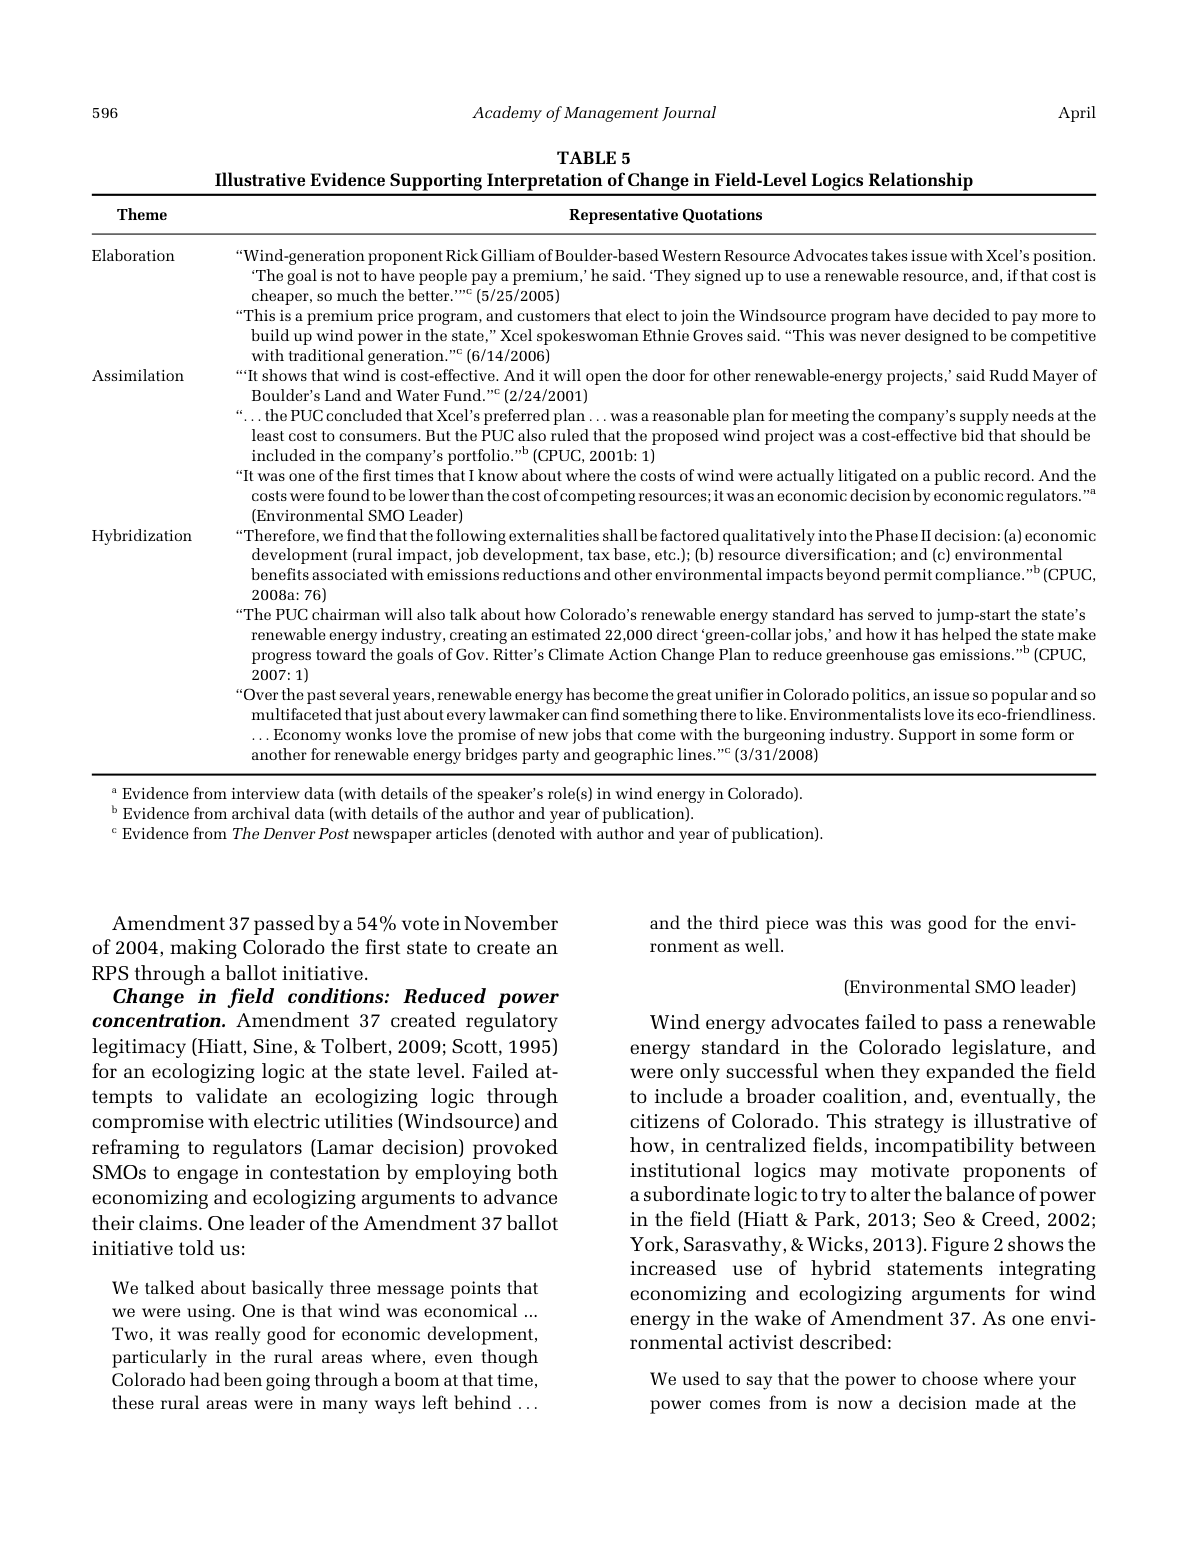 596 Academy of Management Journal April
TABLE 5
Illustrative Evidence Supporting Interpretation of Change in Field-Level Logics Relationship
Theme Representative Quotations
Elaboration “Wind-generation proponent Rick Gilliam of Boulder-based Western Resource Advocates takes issue with Xcel’s position.
‘The goal is not to have people pay a premium,’ he said. ‘They signed up to use a renewable resource, and, if that cost is
cheaper, so much the better.’”c (5/25/2005)
“This is a premium price program, and customers that elect to join the Windsource program have decided to pay more to
build up wind power in the state,” Xcel spokeswoman Ethnie Groves said. “This was never designed to be competitive
with traditional generation.”c (6/14/2006)
Assimilation “‘It shows that wind is cost-effective. And it will open the door for other renewable-energy projects,’ said Rudd Mayer of
Boulder’s Land and Water Fund.”c (2/24/2001)
“. . . the PUC concluded that Xcel’s preferred plan . . . was a reasonable plan for meeting the company’s supply needs at the
least cost to consumers. But the PUC also ruled that the proposed wind project was a cost-effective bid that should be
included in the company’s portfolio.”b (CPUC, 2001b: 1)
“It was one of the first times that I know about where the costs of wind were actually litigated on a public record. And the
costs were found to be lower than the cost of competing resources; it was an economic decision by economic regulators.”a
(Environmental SMO Leader)
Hybridization “Therefore, we find that the following externalities shall be factored qualitatively into the Phase II decision: (a) economic
development (rural impact, job development, tax base, etc.); (b) resource diversification; and (c) environmental
benefits associated with emissions reductions and other environmental impacts beyond permit compliance.”b (CPUC,
2008a: 76)
“The PUC chairman will also talk about how Colorado’s renewable energy standard has served to jump-start the state’s
renewable energy industry, creating an estimated 22,000 direct ‘green-collar jobs,’ and how it has helped the state make
progress toward the goals of Gov. Ritter’s Climate Action Change Plan to reduce greenhouse gas emissions.”b (CPUC,
2007: 1)
“Over the past several years, renewable energy has become the great unifier in Colorado politics, an issue so popular and so
multifaceted that just about every lawmaker can find something there to like. Environmentalists love its eco-friendliness.
. . . Economy wonks love the promise of new jobs that come with the burgeoning industry. Support in some form or
another for renewable energy bridges party and geographic lines.”c (3/31/2008)
a Evidence from interview data (with details of the speaker’s role(s) in wind energy in Colorado).
b Evidence from archival data (with details of the author and year of publication).
c Evidence from The Denver Post newspaper articles (denoted with author and year of publication).
Amendment 37 passed by a 54% vote in November
of 2004, making Colorado the first state to create an
RPS through a ballot initiative.
Change in field conditions: Reduced power
concentration. Amendment 37 created regulatory
legitimacy (Hiatt, Sine, & Tolbert, 2009; Scott, 1995)
for an ecologizing logic at the state level. Failed at-
tempts to validate an ecologizing logic through
compromise with electric utilities (Windsource) and
reframing to regulators (Lamar decision) provoked
SMOs to engage in contestation by employing both
economizing and ecologizing arguments to advance
their claims. One leader of the Amendment 37 ballot
initiative told us:
We talked about basically three message points that
we were using. One is that wind was economical ...
Two, it was really good for economic development,
particularly in the rural areas where, even though
Colorado had been going through a boom at that time,
these rural areas were in many ways left behind . . .
and the third piece was this was good for the envi-
ronment as well.
(Environmental SMO leader)
Wind energy advocates failed to pass a renewable
energy standard in the Colorado legislature, and
were only successful when they expanded the field
to include a broader coalition, and, eventually, the
citizens of Colorado. This strategy is illustrative of
how, in centralized fields, incompatibility between
institutional logics may motivate proponents of
a subordinate logic to try to alter the balance of power
in the field (Hiatt & Park, 2013; Seo & Creed, 2002;
York, Sarasvathy, & Wicks, 2013). Figure 2 shows the
increased use of hybrid statements integrating
economizing and ecologizing arguments for wind
energy in the wake of Amendment 37. As one envi-
ronmental activist described:
We used to say that the power to choose where your
power comes from is now a decision made at the